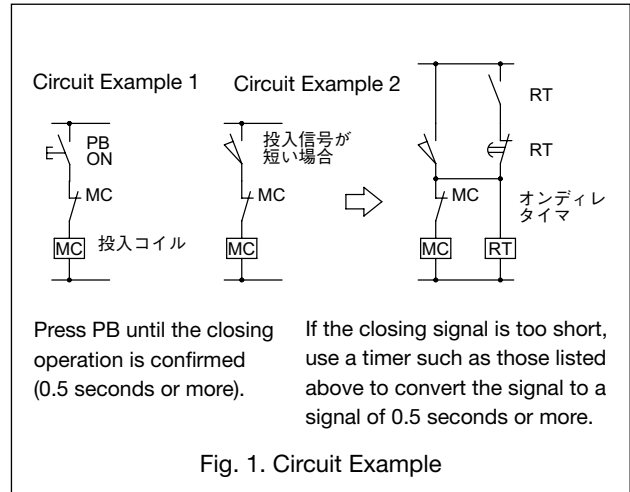 Circuit Example 1
Circuit Example 2
PB
ON
MC
MC
投入コイル
投入信号が
短い場合
MC
MC
RT
RT
MC
オンディレ
タイマ
MC
RT
Press PB until the closing
operation is confirmed
(0.5 seconds or more).
If the closing signal is too short,
use a timer such as those listed
above to convert the signal to a
signal of 0.5 seconds or more.
Fig. 1. Circuit Example